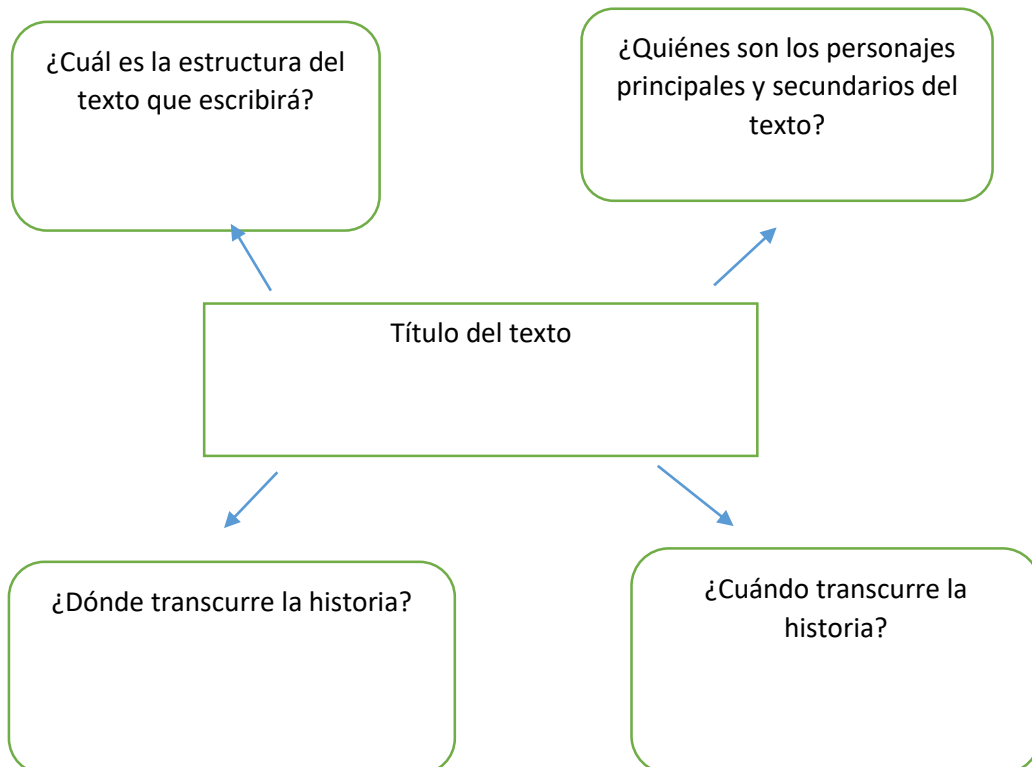 ¿Cuál es la estructura del
texto que escribirá?
¿Quiénes son los personajes
principales y secundarios del
texto?
Título del texto
¿Dónde transcurre la historia?
¿Cuándo transcurre la
historia?